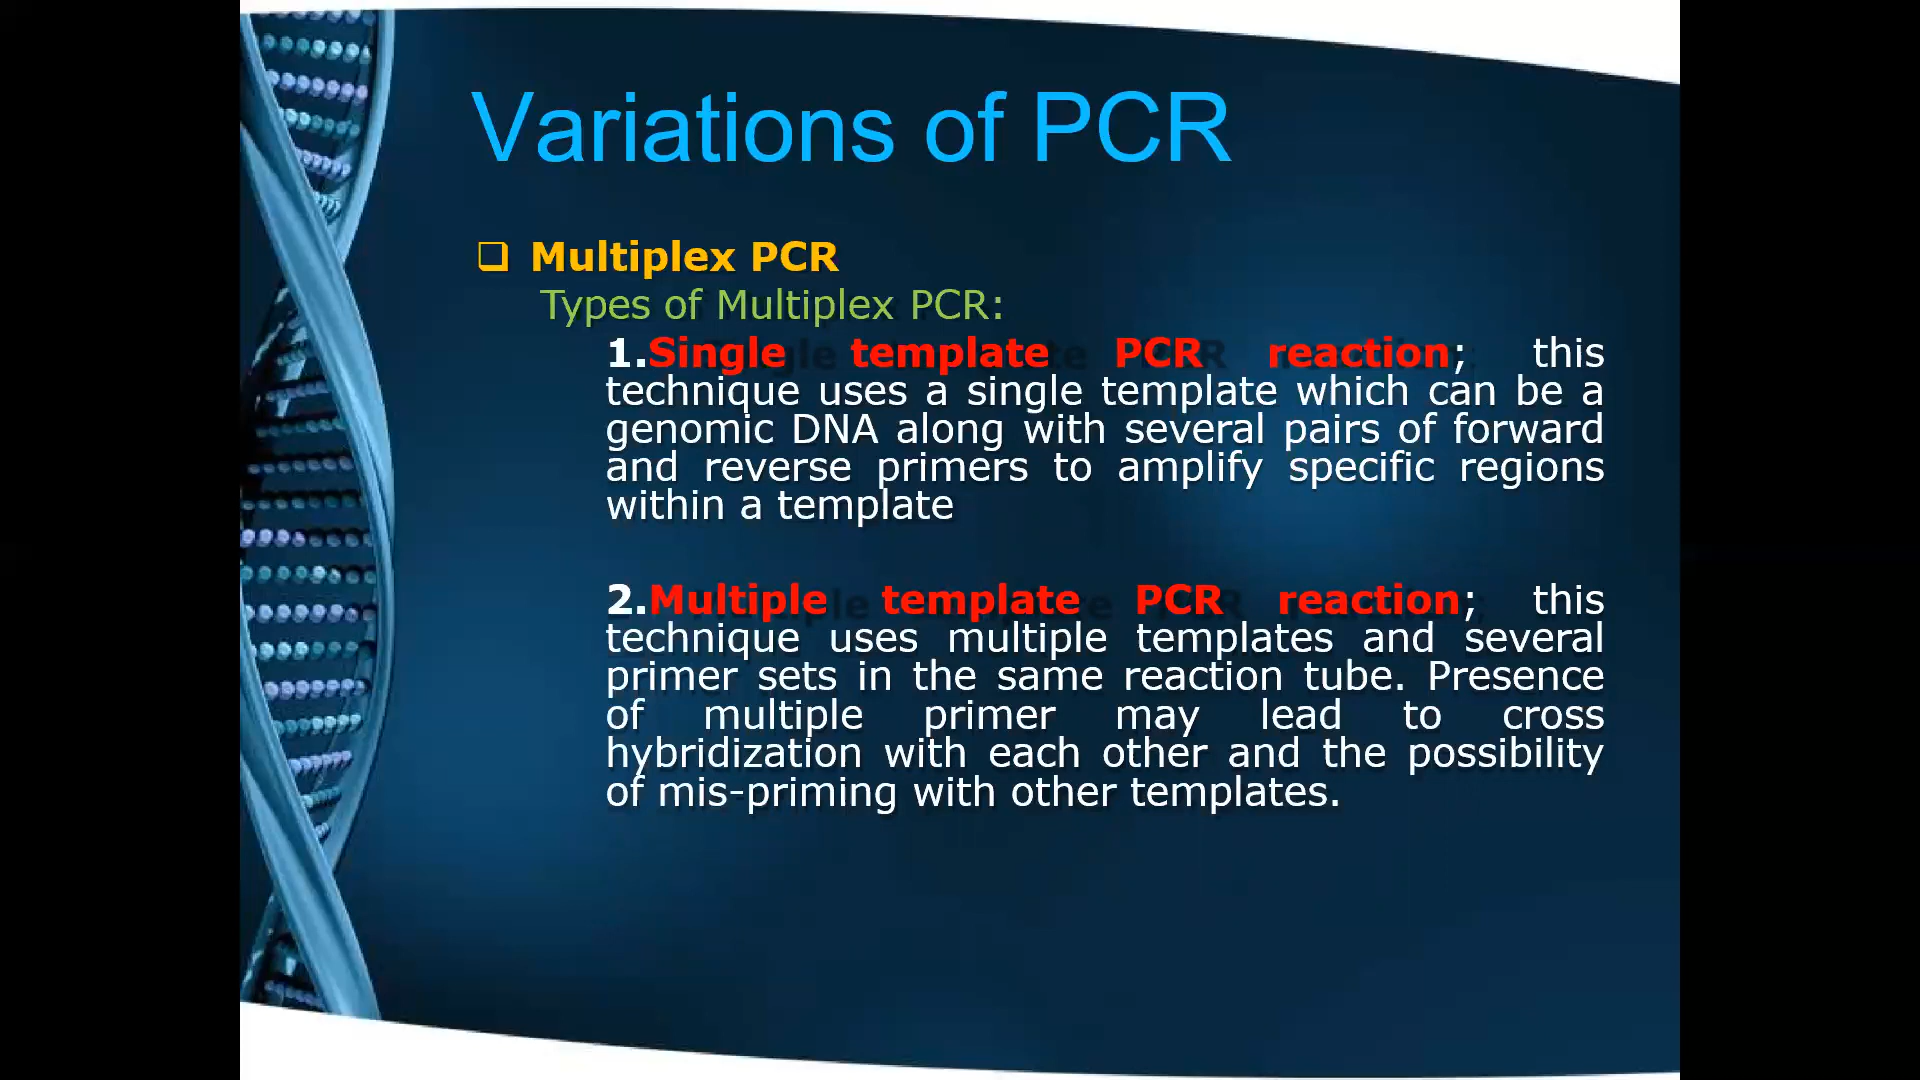 Variations of PCR
❑ Multiplex PCR
Types of Multiplex PCR:
1.Single template PCR reaction; this
technique uses a single template which can be a
genomic DNA along with several pairs of forward
and reverse primers to amplify specific regions
within a template
2.Multiple template PCR reaction; this
technique uses multiple templates and several
primer sets in the same reaction tube. Presence
of multiple primer may lead to cross
hybridization with each other and the possibility
of mis-priming with other templates.